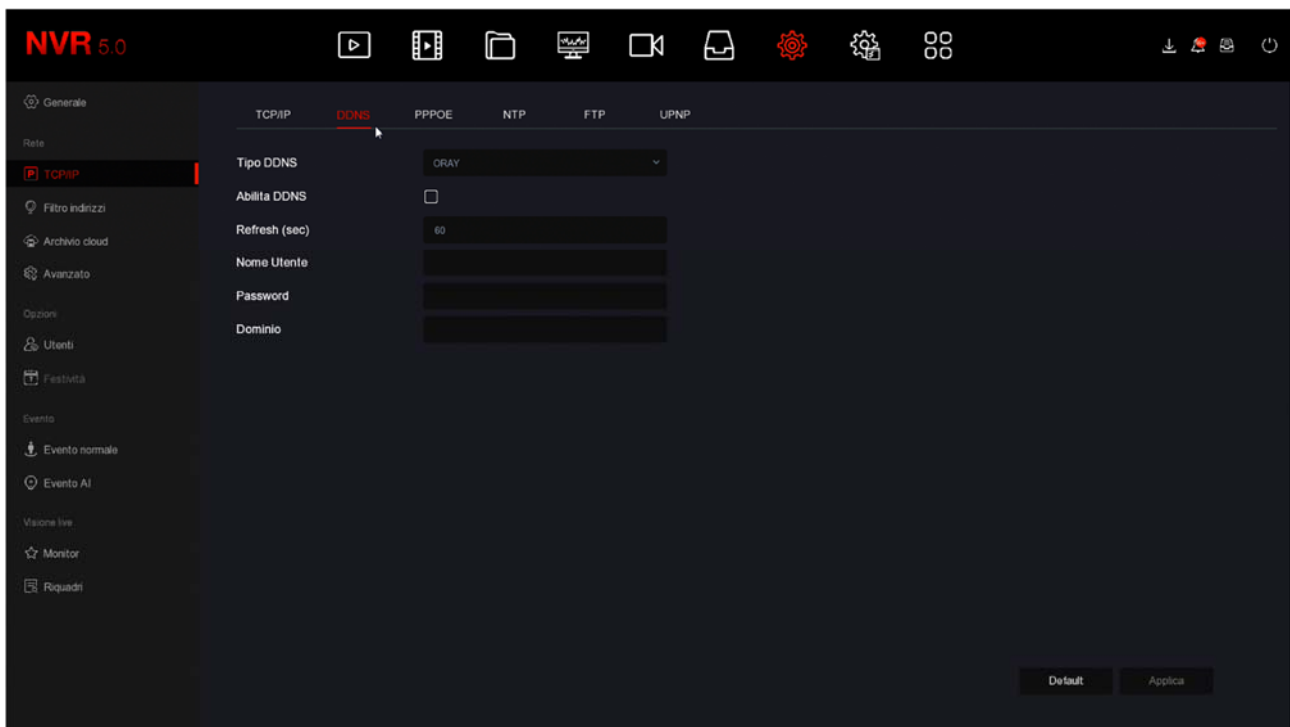 NVR 5.0
Generale
Rete
TCP/IP
Filtro indirizzi
Archivio cloud
Avanzato
Opzioni
Utenti
Festività
Evento
Evento normale
Evento AI
Visione live
Monitor
Riquadri
TCP/IP DDNS PPPOE NTP FTP UPNP
Tipo DDNS ORAY
Abilita DDNS
Refresh (sec) 60
Nome Utente
Password
Dominio
Default Applica